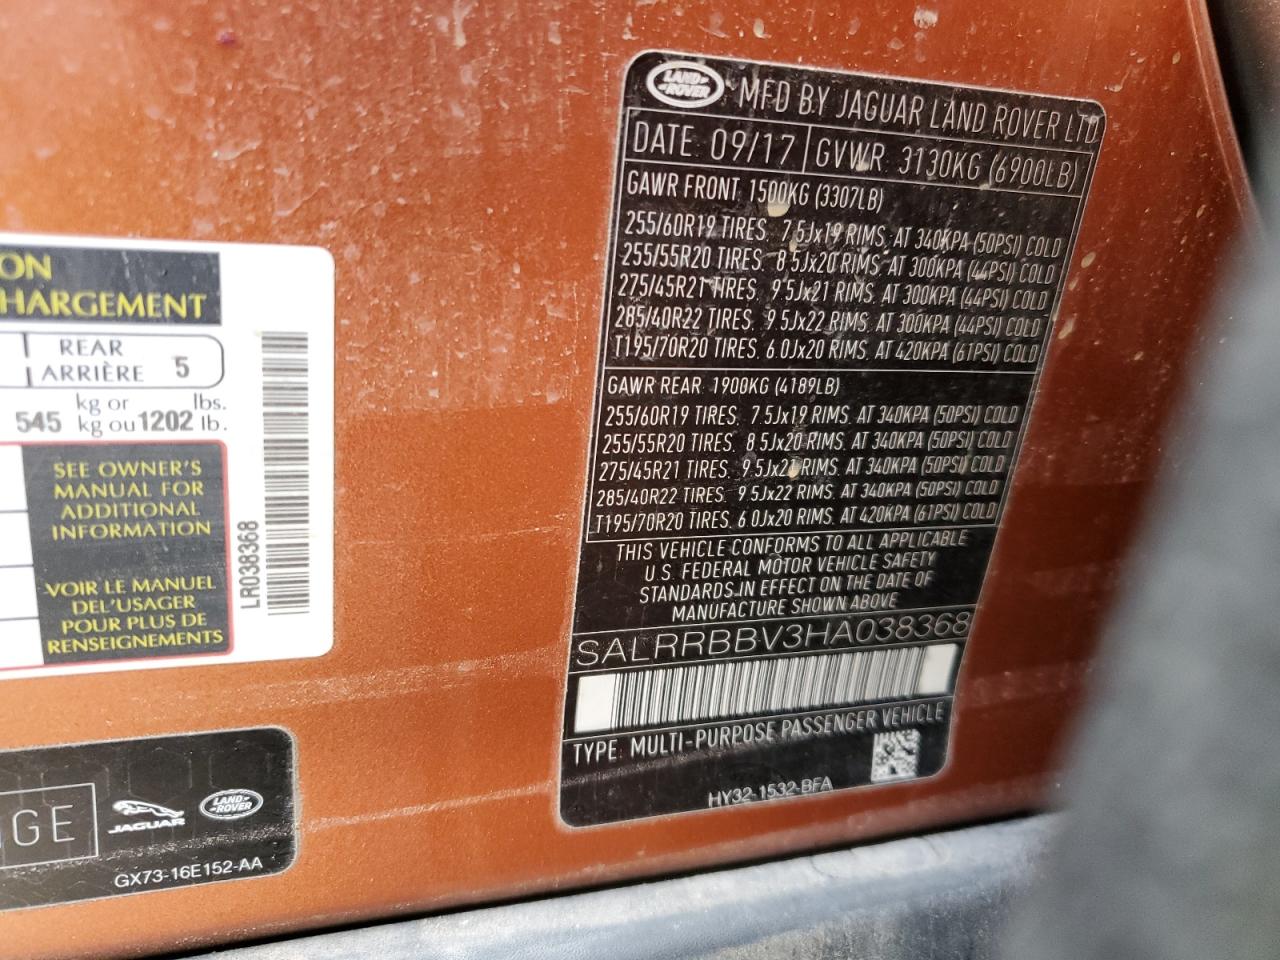 ON
HARGEMENT
REAR
ARRIÈRE 5
545 kg or 1202 lbs.
kg ou lb.
SEE OWNER'S
MANUAL FOR
ADDITIONAL
INFORMATION
VOIR LE MANUEL
DEL'USAGER
POUR PLUS DE
RENSEIGNEMENTS
LR038368
GE
JAGUAR
LAND ROVER
GX73-16E152-AA
LAND ROVER
MFD BY JAGUAR LAND ROVER LTD
DATE: 09/17 GVWR 3130KG (6900LB)
GAWR FRONT 1500KG (3307LB)
255/60R19 TIRES. 7.5Jx19 RIMS. AT 340KPA (50PSI) COLD
255/55R20 TIRES. 8.5Jx20 RIMS. AT 300KPA (44PSI) COLD
275/45R21 TIRES. 9.5Jx21 RIMS. AT 300KPA (44PSI) COLD
285/40R22 TIRES. 9.5Jx22 RIMS. AT 300KPA (44PSI) COLD
T195/70R20 TIRES. 6.0Jx20 RIMS. AT 420KPA (61PSI) COLD
GAWR REAR 1900KG (4189LB)
255/60R19 TIRES. 7.5Jx19 RIMS. AT 340KPA (50PSI) COLD
255/55R20 TIRES. 8.5Jx20 RIMS. AT 340KPA (50PSI) COLD
275/45R21 TIRES. 9.5Jx21 RIMS. AT 340KPA (50PSI) COLD
285/40R22 TIRES. 9.5Jx22 RIMS. AT 340KPA (50PSI) COLD
T195/70R20 TIRES. 6.0Jx20 RIMS. AT 420KPA (61PSI) COLD
THIS VEHICLE CONFORMS TO ALL APPLICABLE
U.S. FEDERAL MOTOR VEHICLE SAFETY
STANDARDS IN EFFECT ON THE DATE OF
MANUFACTURE SHOWN ABOVE
SALRRBBV3HA038368
TYPE: MULTI-PURPOSE PASSENGER VEHICLE
HY32-1532-BFA